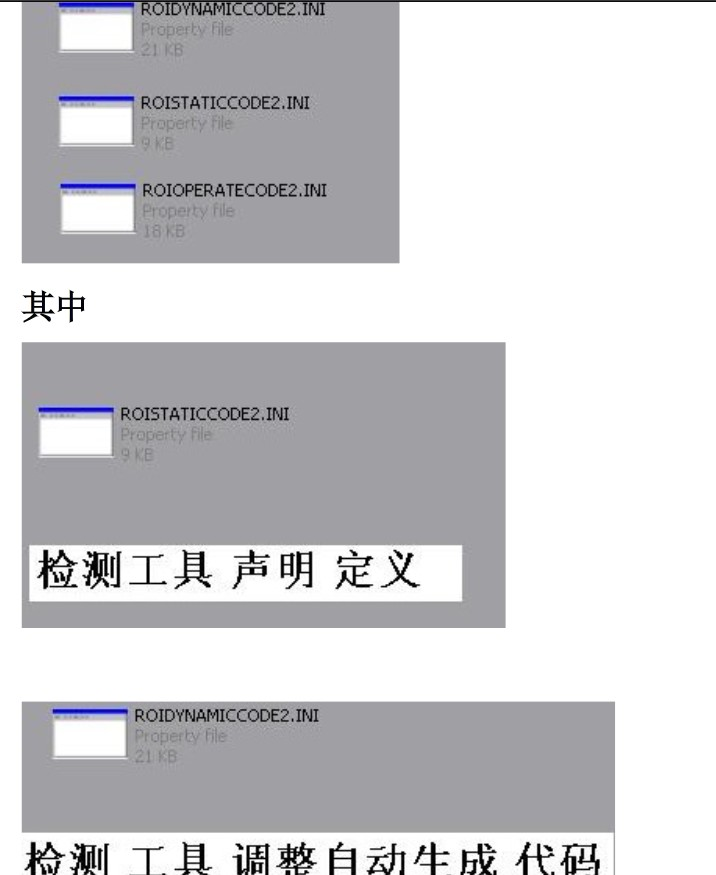 ROIDYNAMICCODE2.INI
Property file
21 KB
ROISTATICCODE2.INI
Property file
9 KB
ROIOPERATECODE2.INI
Property file
18 KB
其中
ROISTATICCODE2.INI
Property file
9 KB
检测工具 声明 定义
ROIDYNAMICCODE2.INI
Property file
21 KB
检测 工具 调整自动生成 代码